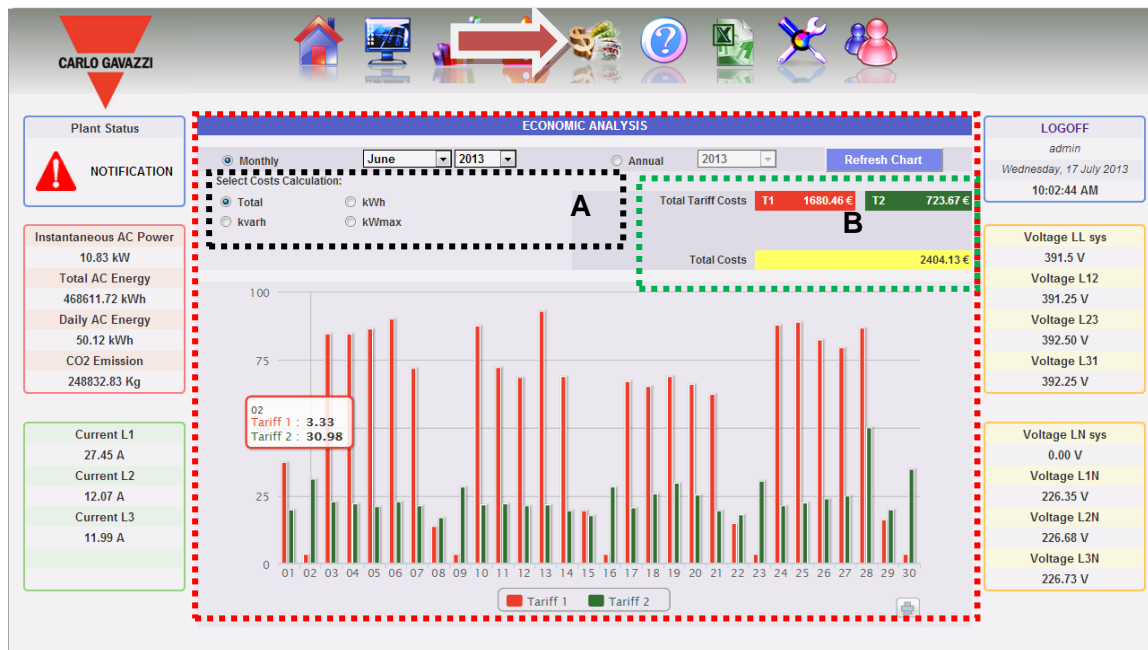 CARLO GAVAZZI
Plant Status
NOTIFICATION
Instantaneous AC Power
10.83 kW
Total AC Energy
468611.72 kWh
Daily AC Energy
50.12 kWh
CO2 Emission
248832.83 Kg
Current L1
27.45 A
Current L2
12.07 A
Current L3
11.99 A
ECONOMIC ANALYSIS
Monthly June 2013 Annual 2013 Refresh Chart
Select Costs Calculation:
Total kWh
kvarh kWmax
A
Total Tariff Costs T1 1680.46 € T2 723.67 €
B
Total Costs 2404.13 €
100
75
25
0
02
Tariff 1 : 3.33
Tariff 2 : 30.98
01 02 03 04 05 06 07 08 09 10 11 12 13 14 15 16 17 18 19 20 21 22 23 24 25 26 27 28 29 30
Tariff 1 Tariff 2
LOGOFF
admin
Wednesday, 17 July 2013
10:02:44 AM
Voltage LL sys
391.5 V
Voltage L12
391.25 V
Voltage L23
392.50 V
Voltage L31
392.25 V
Voltage LN sys
0.00 V
Voltage L1N
226.35 V
Voltage L2N
226.68 V
Voltage L3N
226.73 V